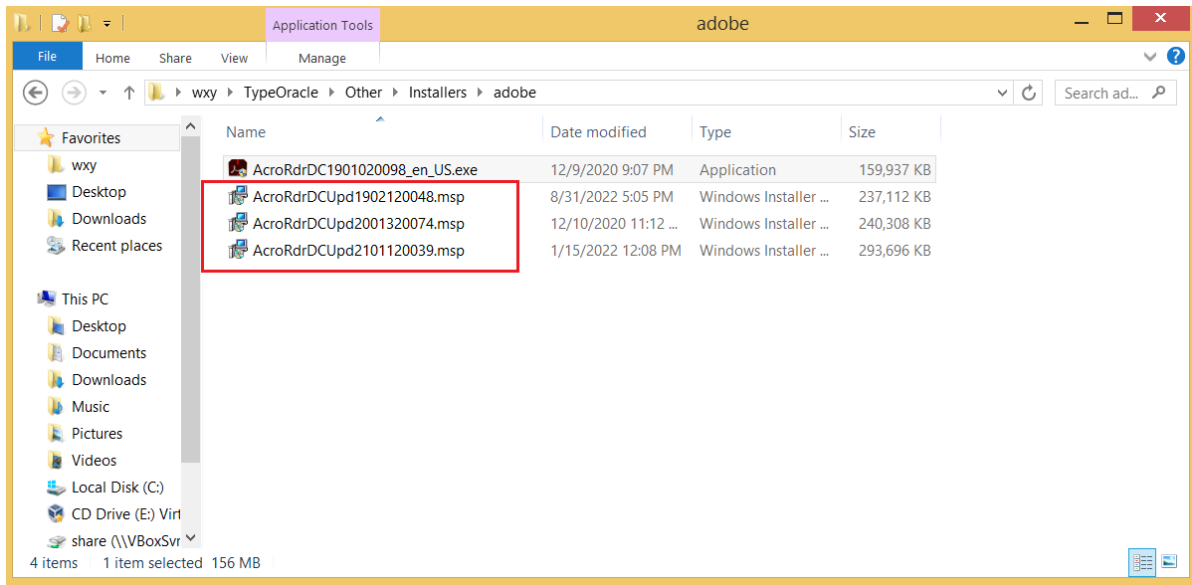 Application Tools
adobe
File Home Share View Manage
wxy TypeOracle Other Installers adobe Search ad...
Name Date modified Type Size
Favorites
wxy
Desktop
Downloads
Recent places
This PC
Desktop
Documents
Downloads
Music
Pictures
Videos
Local Disk (C:)
CD Drive (E:) Virt
share (\\VBoxSvr
AcroRdrDC1901020098_en_US.exe 12/9/2020 9:07 PM Application 159,937 KB
AcroRdrDCUpd1902120048.msp 8/31/2022 5:05 PM Windows Installer ... 237,112 KB
AcroRdrDCUpd2001320074.msp 12/10/2020 11:12 ... Windows Installer ... 240,308 KB
AcroRdrDCUpd2101120039.msp 1/15/2022 12:08 PM Windows Installer ... 293,696 KB
4 items 1 item selected 156 MB